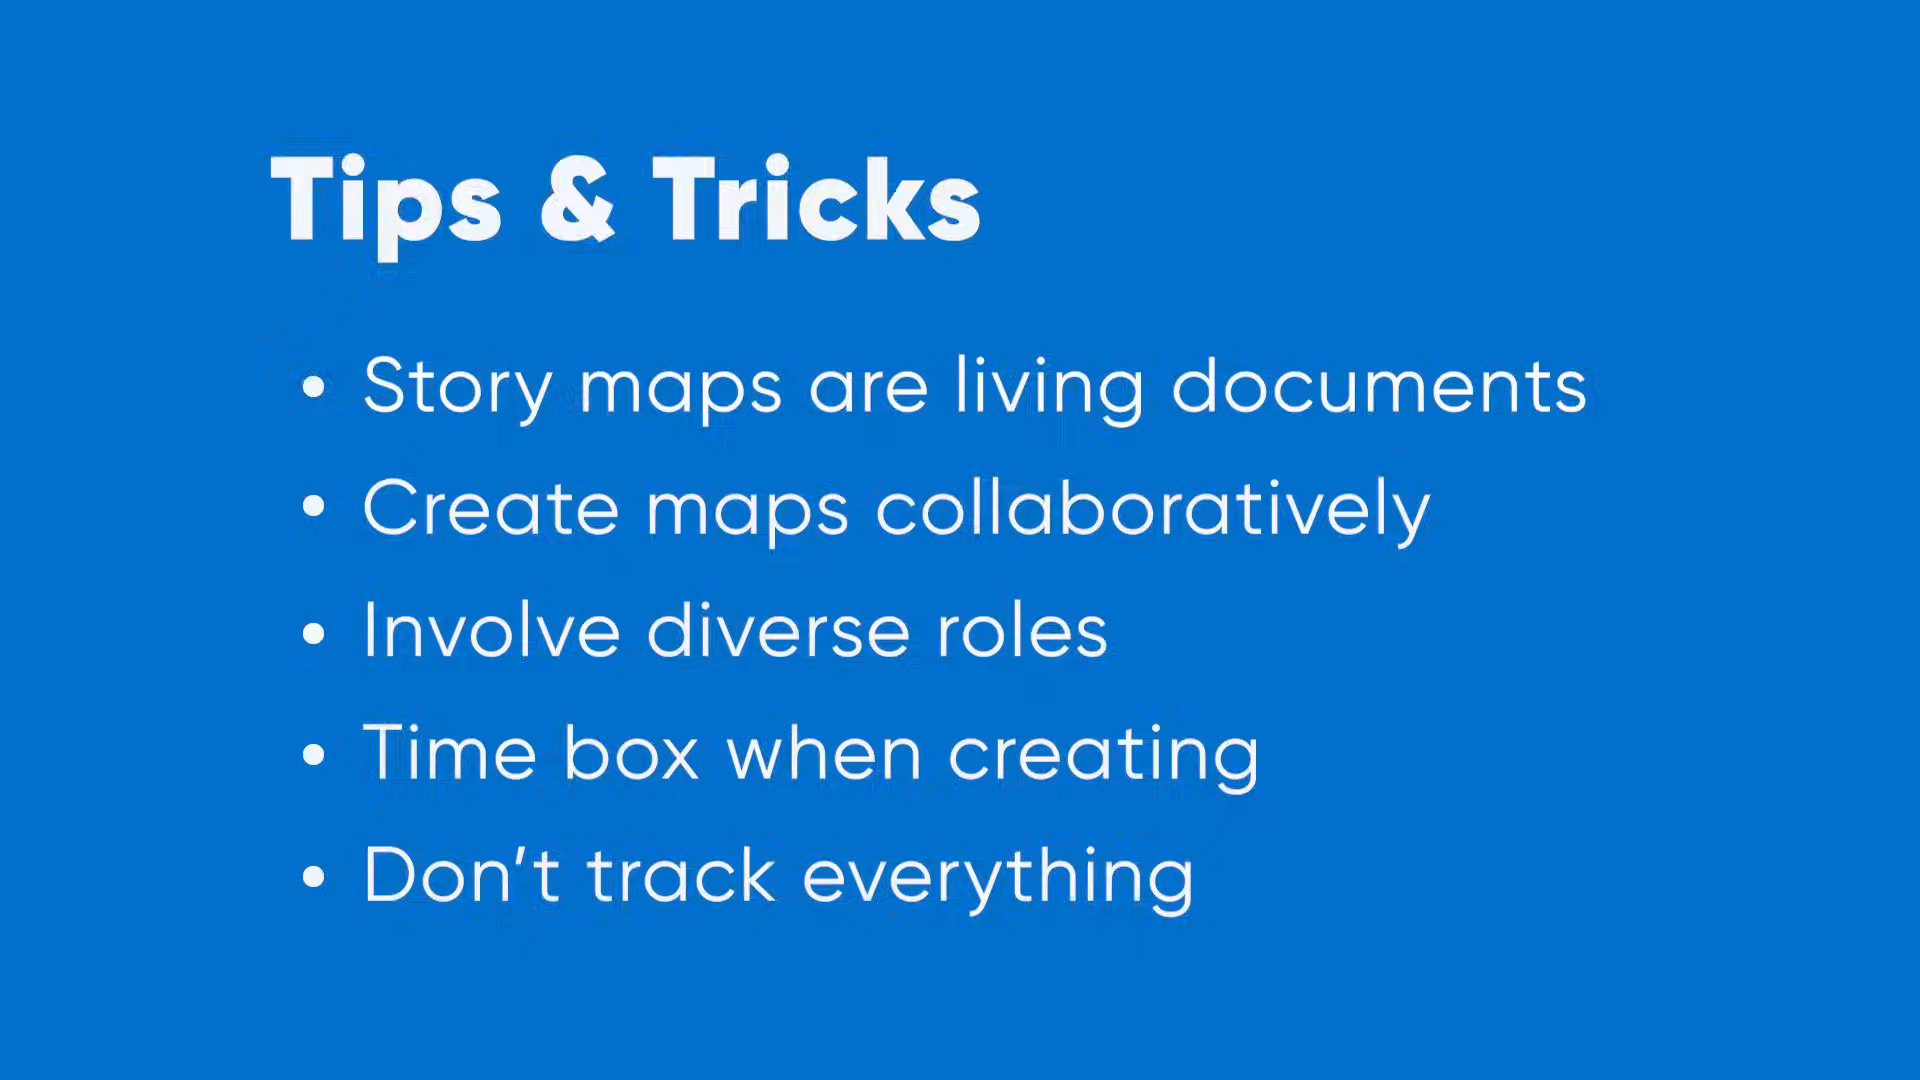 Tips & Tricks
• Story maps are living documents
• Create maps collaboratively
• Involve diverse roles
• Time box when creating
• Don’t track everything